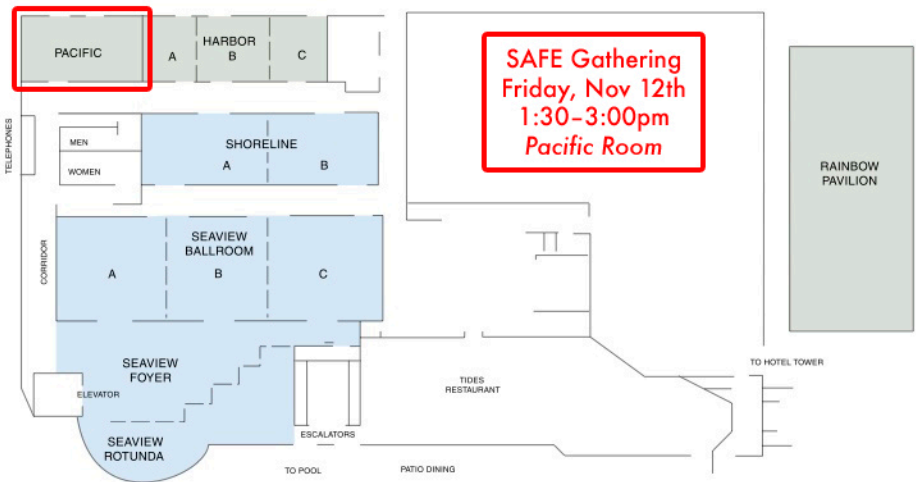 PACIFIC
HARBOR
A
B
C
SAFE Gathering
Friday, Nov 12th
1:30–3:00pm
Pacific Room
TELEPHONES
MEN
WOMEN
SHORELINE
A
B
RAINBOW
PAVILION
CORRIDOR
SEAVIEW
BALLROOM
A
B
C
SEAVIEW
FOYER
ELEVATOR
TIDES
RESTAURANT
TO HOTEL TOWER
ESCALATORS
SEAVIEW
ROTUNDA
TO POOL
PATIO DINING